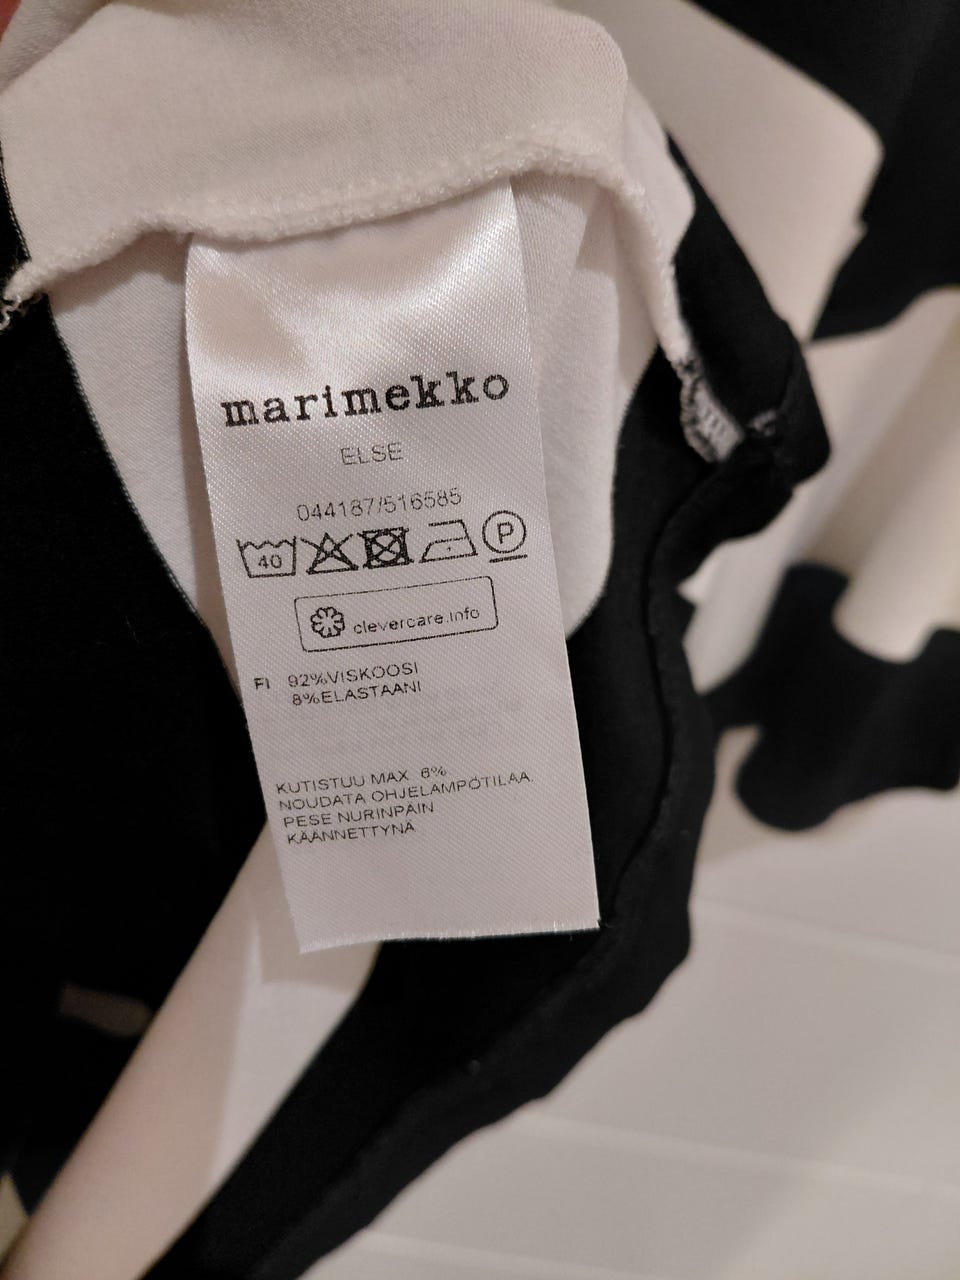 marimekko
ELSE
044187/516585
40 P
clevercare.info
FI 92%VISKOOSI
8%ELASTAANI
KUTISTUU MAX 6%
NOUDATA OHJELAMPÖTILAA.
PESE NURINPÄIN
KÄÄNNETTYNÄ